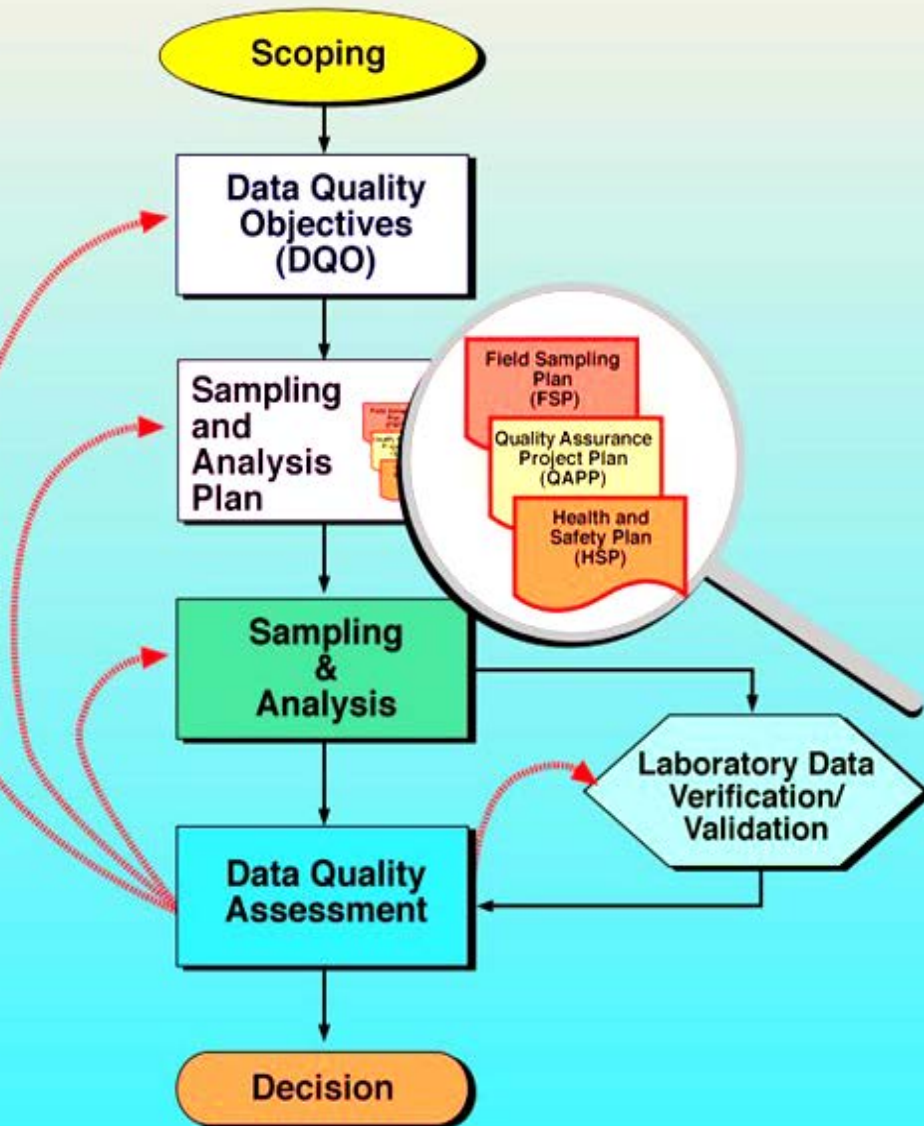 Scoping
Data Quality
Objectives
(DQO)
Sampling
and
Analysis
Plan
Field Sampling
Plan
(FSP)
Quality Assurance
Project Plan
(QAPP)
Health and
Safety Plan
(HSP)
Sampling
&
Analysis
Laboratory Data
Verification/
Validation
Data Quality
Assessment
Decision